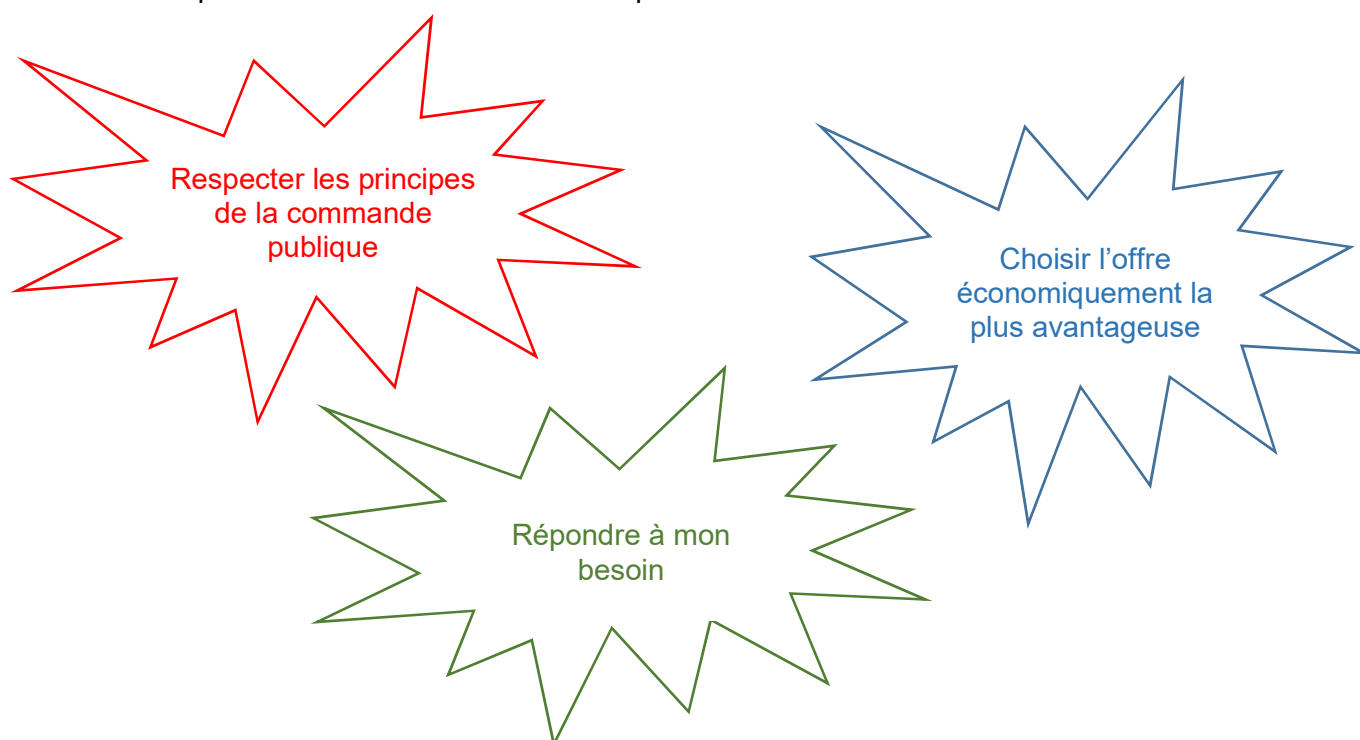 Respecter les principes
de la commande
publique
Choisir l’offre
économiquement la
plus avantageuse
Répondre à mon
besoin